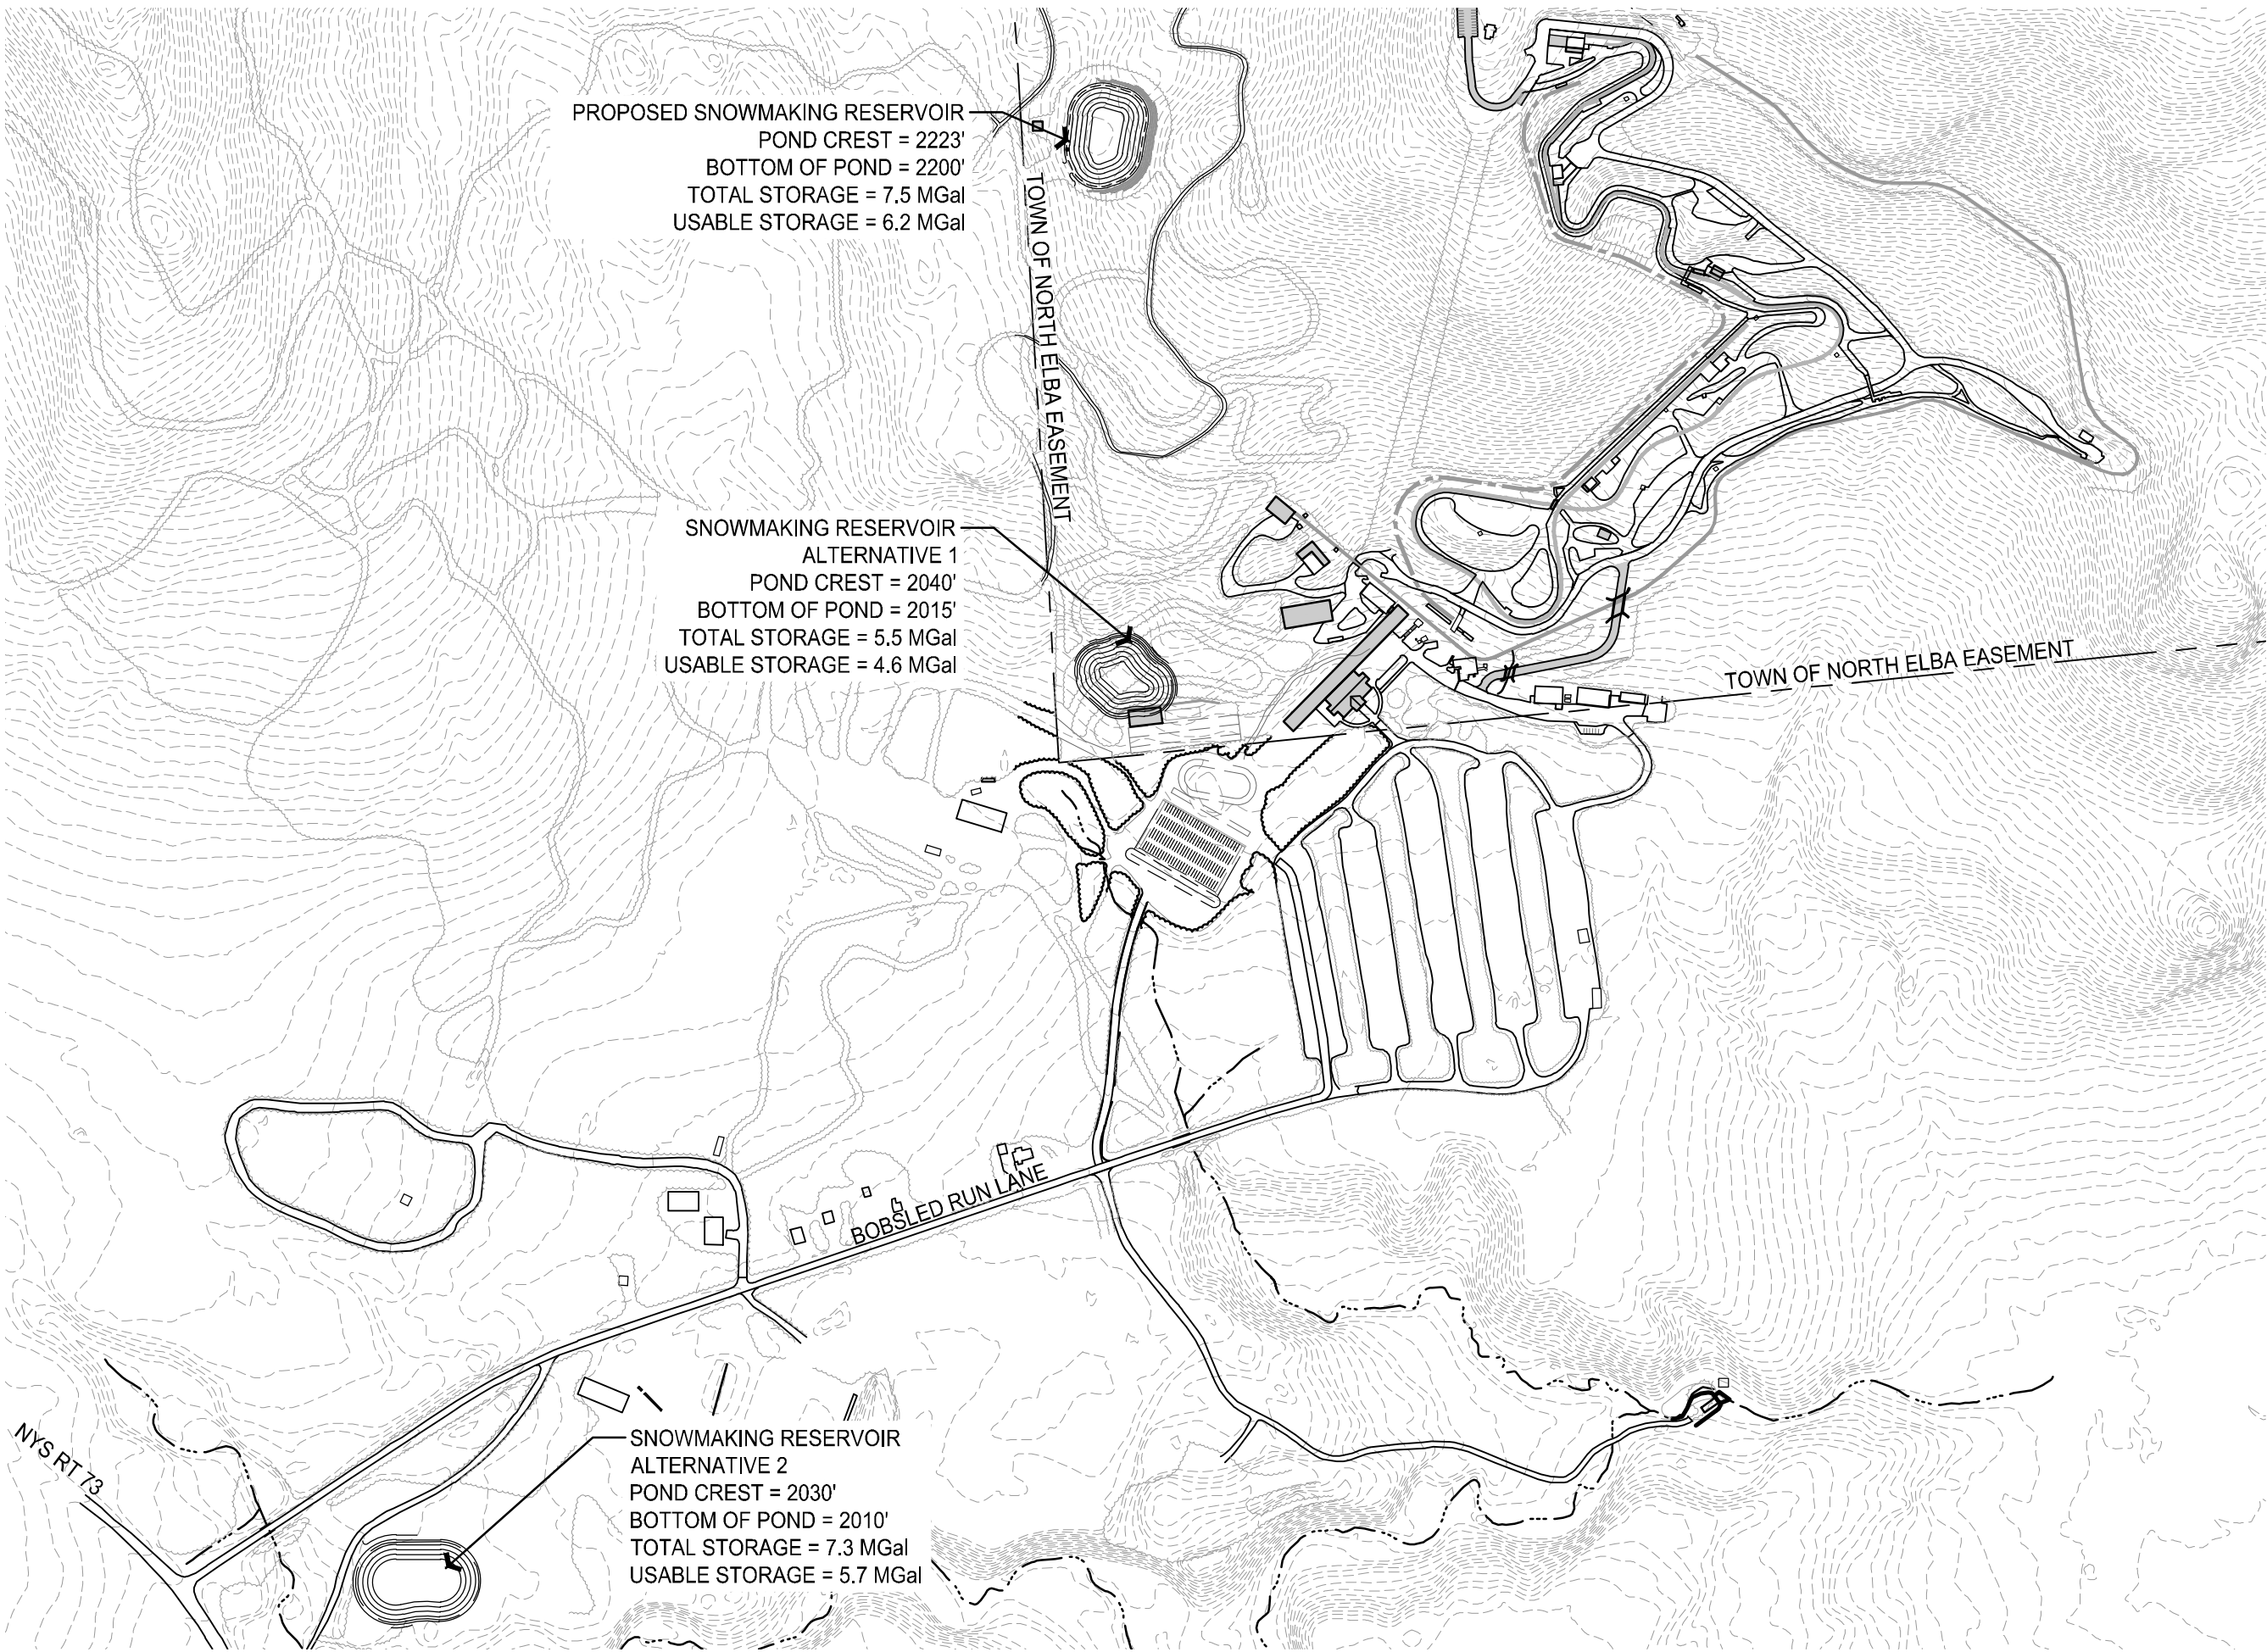 PROPOSED SNOWMAKING RESERVOIR
POND CREST = 2223'
BOTTOM OF POND = 2200'
TOTAL STORAGE = 7.5 MGal
USABLE STORAGE = 6.2 MGal
TOWN OF NORTH ELBA EASEMENT
SNOWMAKING RESERVOIR
ALTERNATIVE 1
POND CREST = 2040'
BOTTOM OF POND = 2015'
TOTAL STORAGE = 5.5 MGal
USABLE STORAGE = 4.6 MGal
TOWN OF NORTH ELBA EASEMENT
BOBSLED RUN LANE
NYS RT 73
SNOWMAKING RESERVOIR
ALTERNATIVE 2
POND CREST = 2030'
BOTTOM OF POND = 2010'
TOTAL STORAGE = 7.3 MGal
USABLE STORAGE = 5.7 MGal